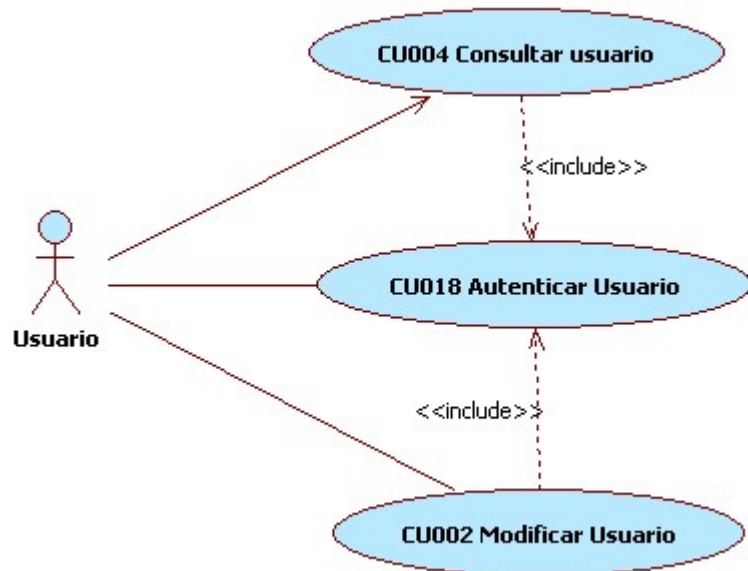 CU004 Consultar usuario
<<include>>
CU018 Autenticar Usuario
Usuario
<<include>>
CU002 Modificar Usuario